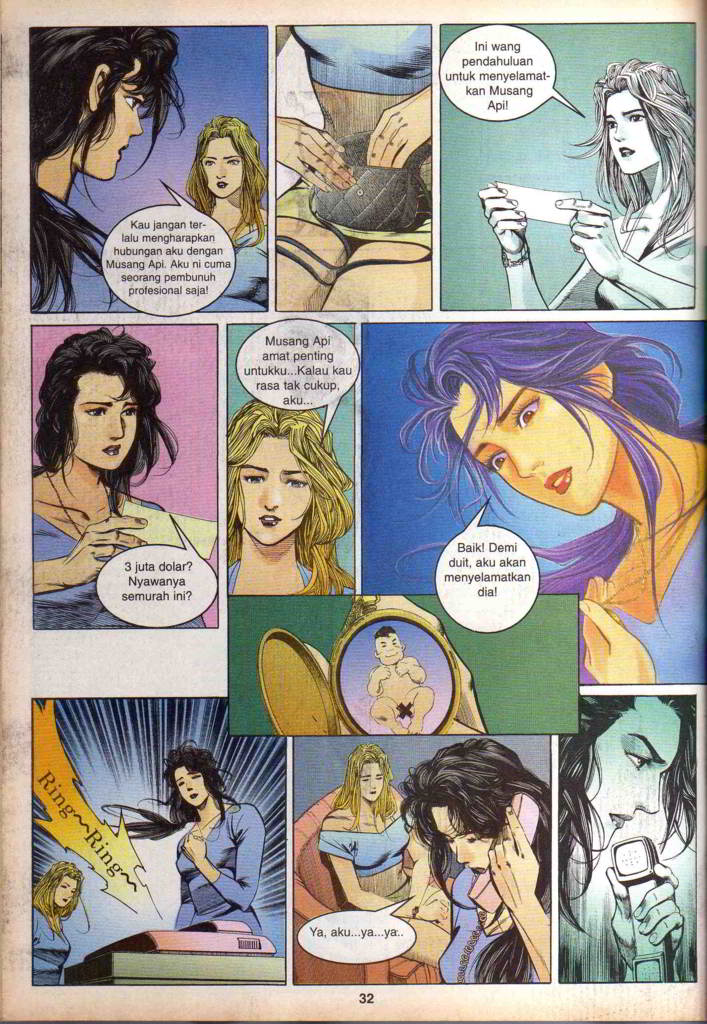 Kau jangan ter-
lalu mengharapkan
hubungan aku dengan
Musang Api. Aku ni cuma
seorang pembunuh
profesional saja!
Ini wang
pendahuluan
untuk menyelamat-
kan Musang
Api!
3 juta dolar?
Nyawanya
semurah ini?
Musang Api
amat penting
untukku...Kalau kau
rasa tak cukup,
aku...
Baik! Demi
duit, aku akan
menyelamatkan
dia!
Ring~Ring~
Ya, aku...ya...ya..
32